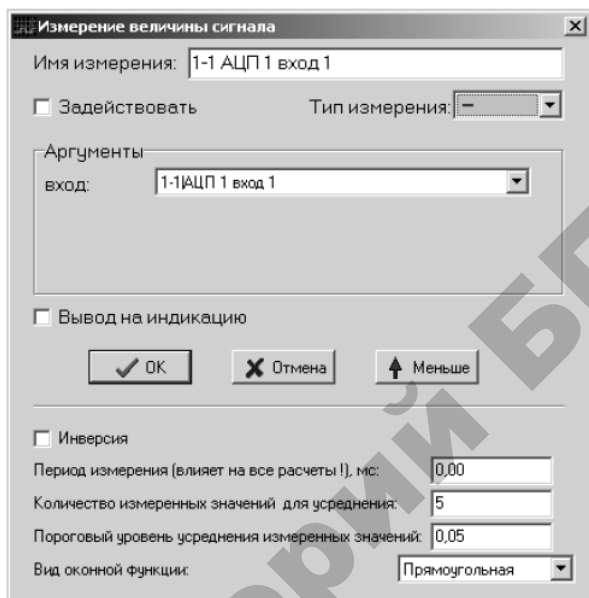 Измерение величины сигнала
Имя измерения: 1-1 АЦП 1 вход 1
Задействовать Тип измерения: –
Аргументы
вход: 1-1|АЦП 1 вход 1
Вывод на индикацию
ОК Отмена Меньше
Инверсия
Период измерения (влияет на все расчеты !), мс: 0,00
Количество измеренных значений для усреднения: 5
Пороговый уровень усреднения измеренных значений: 0,05
Вид оконной функции: Прямоугольная